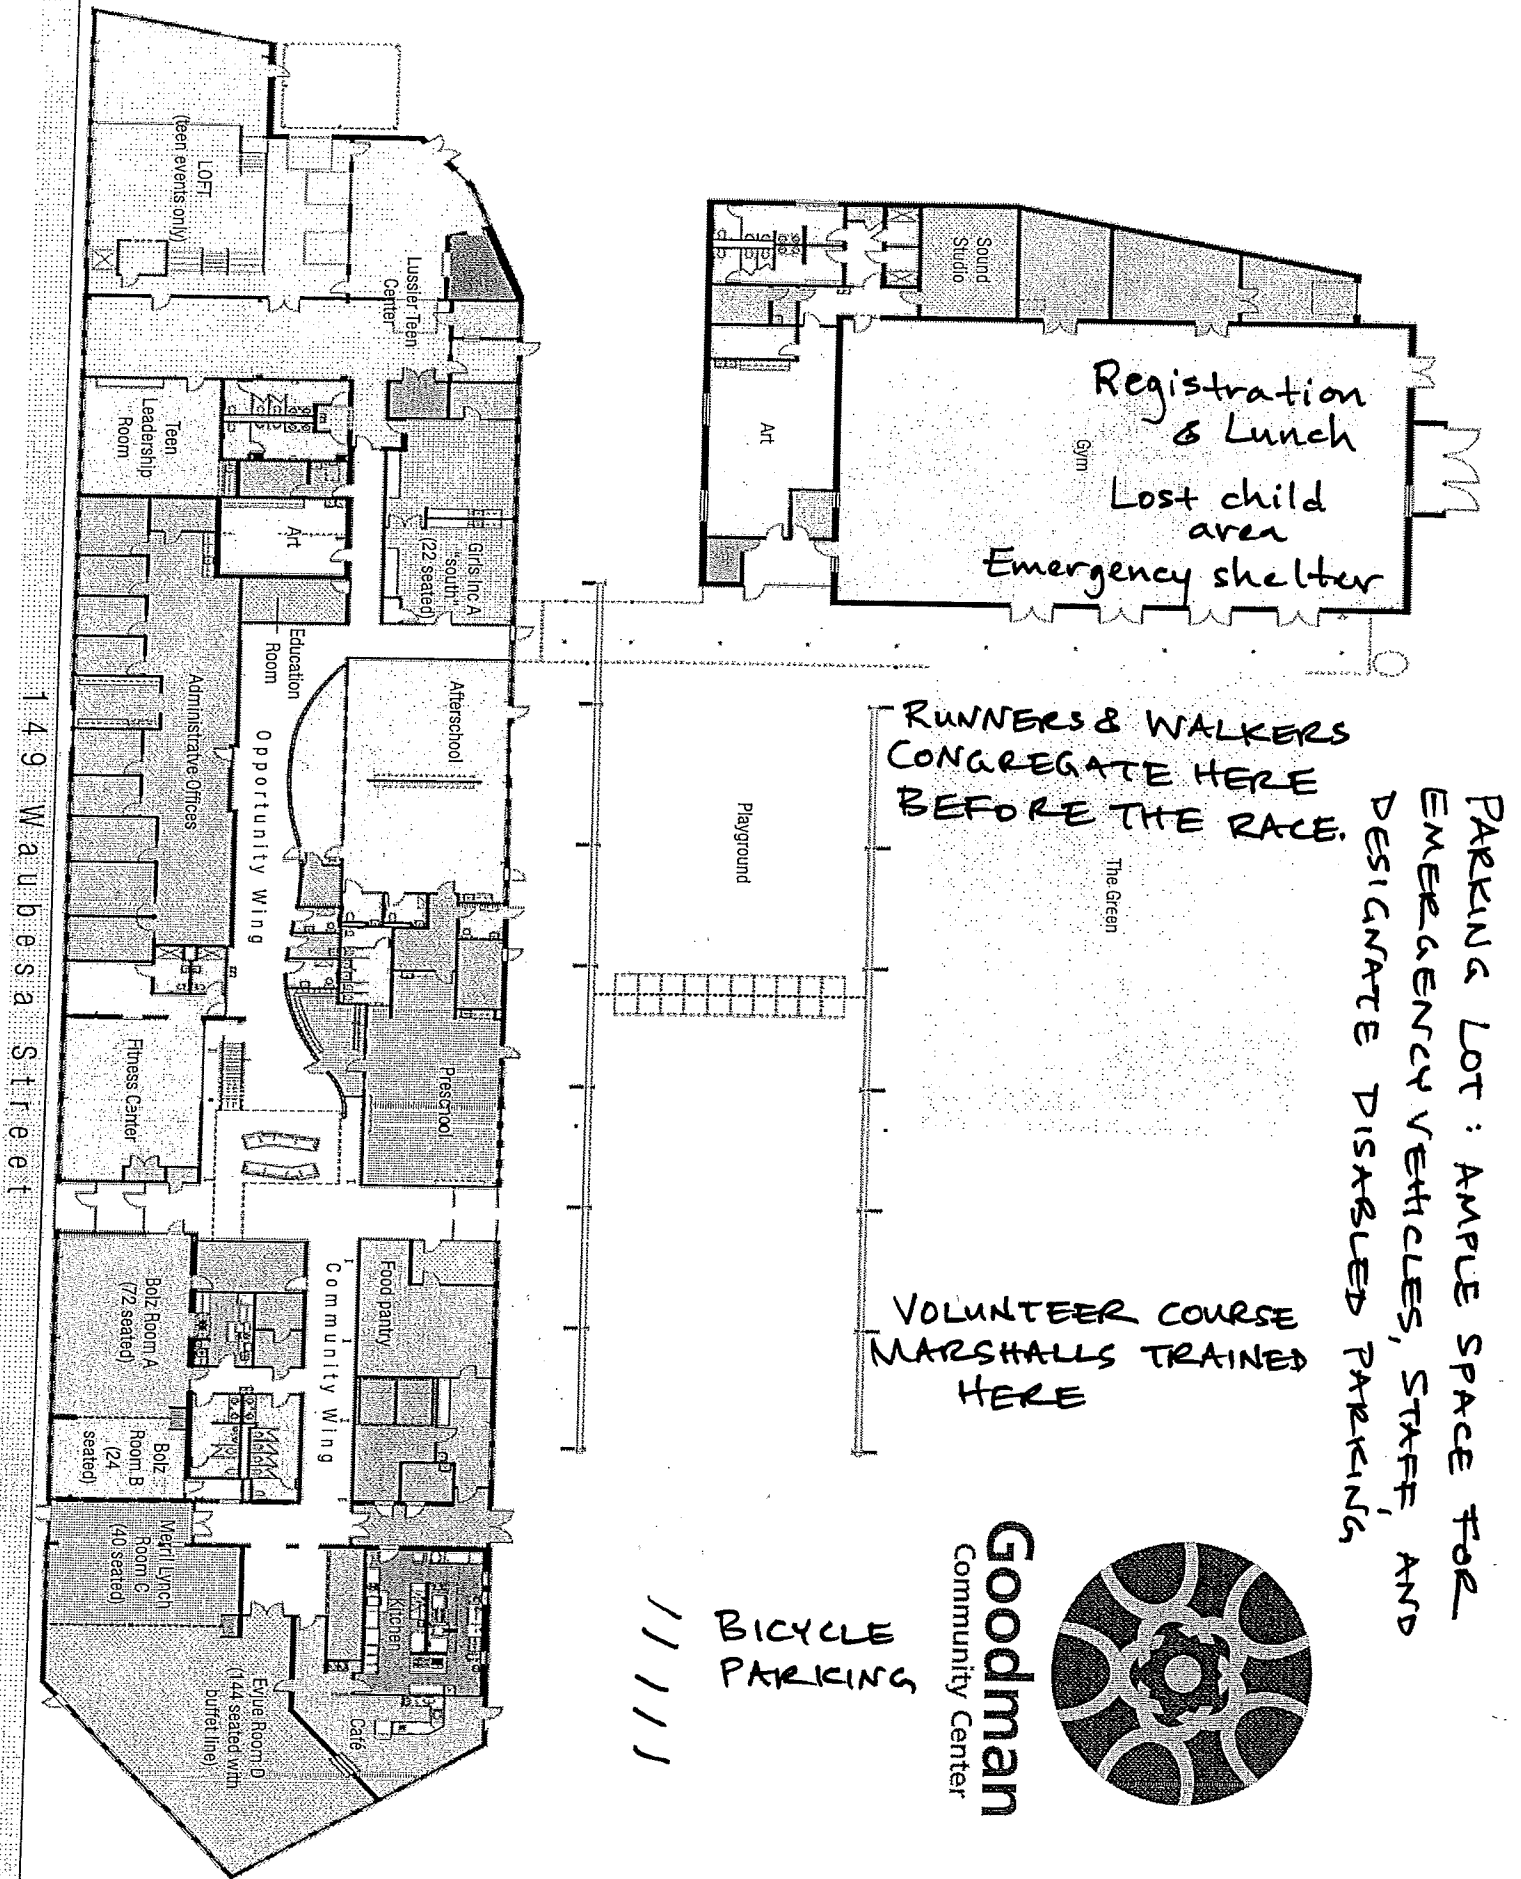 LOFT
(teen events only)
Lussier Teen
Center
Teen
Leadership
Room
Art
Girls Inc A
"south"
(22 seated)
Education
Room
Administrative Offices
Opportunity Wing
Afterschool
Preschool
Fitness Center
Bolz Room A
(72 seated)
Bolz
Room B
(24
seated)
Community Wing
Food pantry
Merril Lynch
Room C
(40 seated)
Kitchen
Café
Evjue Room D
(144 seated with
buffet line)
149 Waubesa Street
Sound
Studio
Art
Gym
Registration
& Lunch
Lost child
area
Emergency shelter
RUNNERS & WALKERS
CONGREGATE HERE
BEFORE THE RACE.
Playground
The Green
VOLUNTEER COURSE
MARSHALLS TRAINED
HERE
PARKING LOT: AMPLE SPACE FOR
EMERGENCY VEHICLES, STAFF, AND
DESIGNATE DISABLED PARKING
BICYCLE
PARKING
Goodman
Community Center